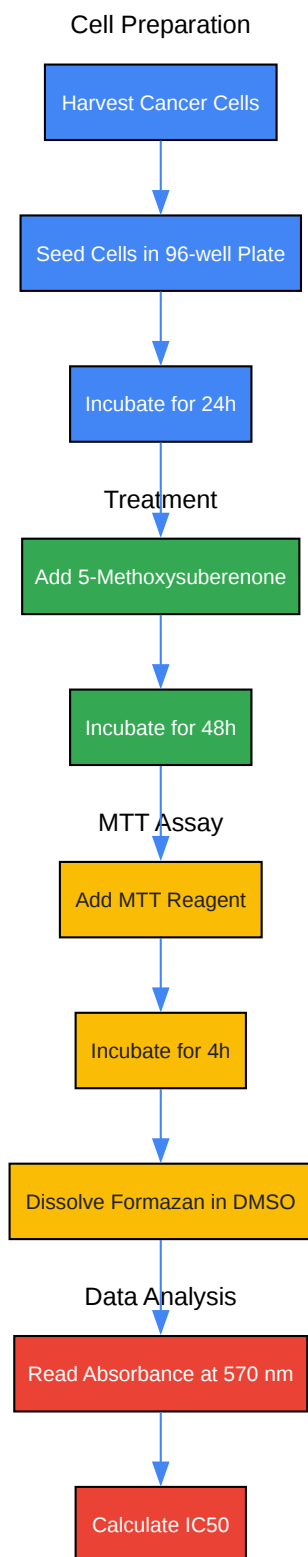 Cell Preparation
Harvest Cancer Cells
Seed Cells in 96-well Plate
Incubate for 24h
Treatment
Add 5-Methoxysuberenone
Incubate for 48h
MTT Assay
Add MTT Reagent
Incubate for 4h
Dissolve Formazan in DMSO
Data Analysis
Read Absorbance at 570 nm
Calculate IC50